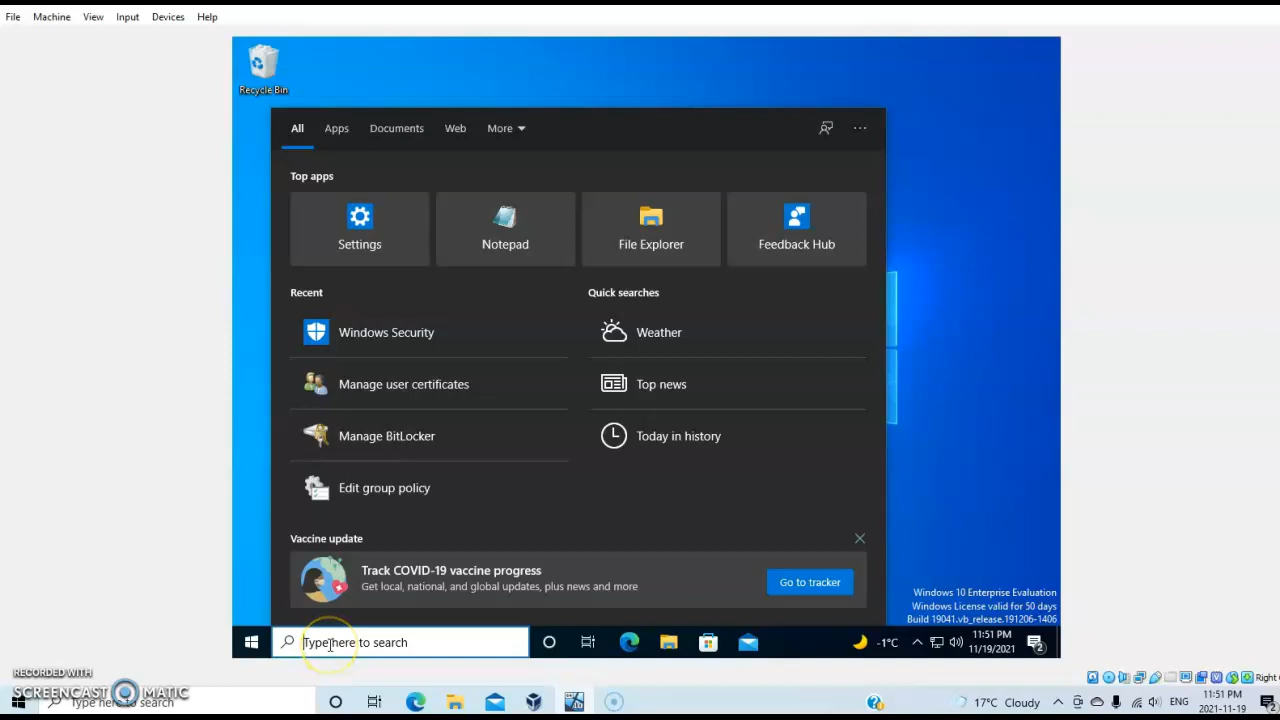 File Machine View Input Devices Help
Recycle Bin
All Apps Documents Web More
Top apps
Settings Notepad File Explorer Feedback Hub
Recent
Quick searches
Windows Security
Weather
Manage user certificates
Top news
Manage BitLocker
Today in history
Edit group policy
Vaccine update
Track COVID-19 vaccine progress
Get local, national, and global updates, plus news and more
Go to tracker
Windows 10 Enterprise Evaluation
Windows License valid for 50 days
Build 19041.vb_release.191206-1406
Type here to search
-1°C
11:51 PM
11/19/2021
2
Right
RECORDED WITH
SCREENCAST MATIC
Type here to search
17°C Cloudy
ENG
11:51 PM
2021-11-19
2